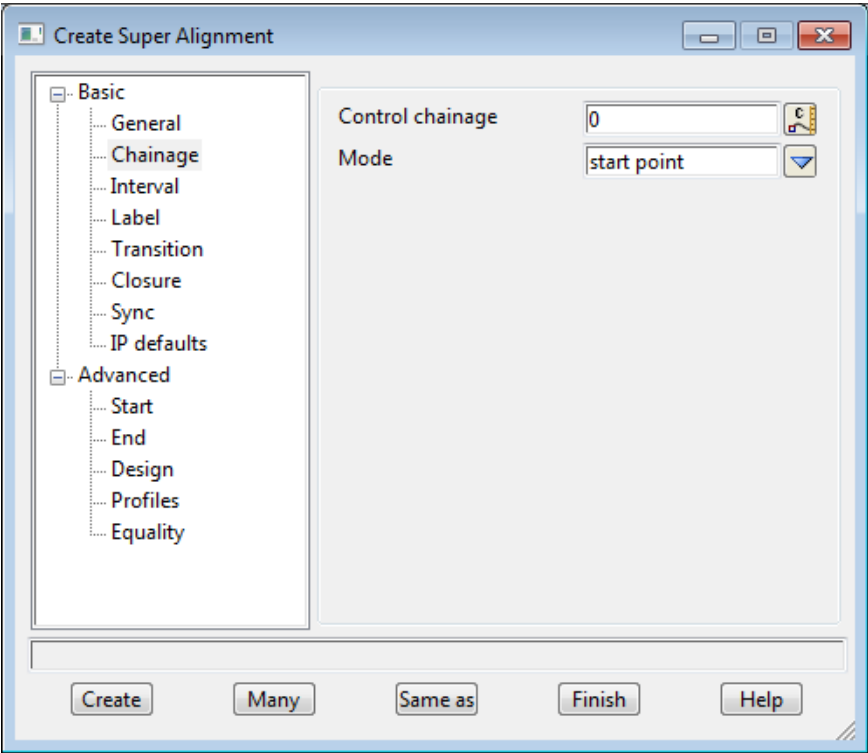 Create Super Alignment
Basic
General
Chainage
Interval
Label
Transition
Closure
Sync
IP defaults
Advanced
Start
End
Design
Profiles
Equality
Control chainage 0 C
Mode start point
Create Many Same as Finish Help